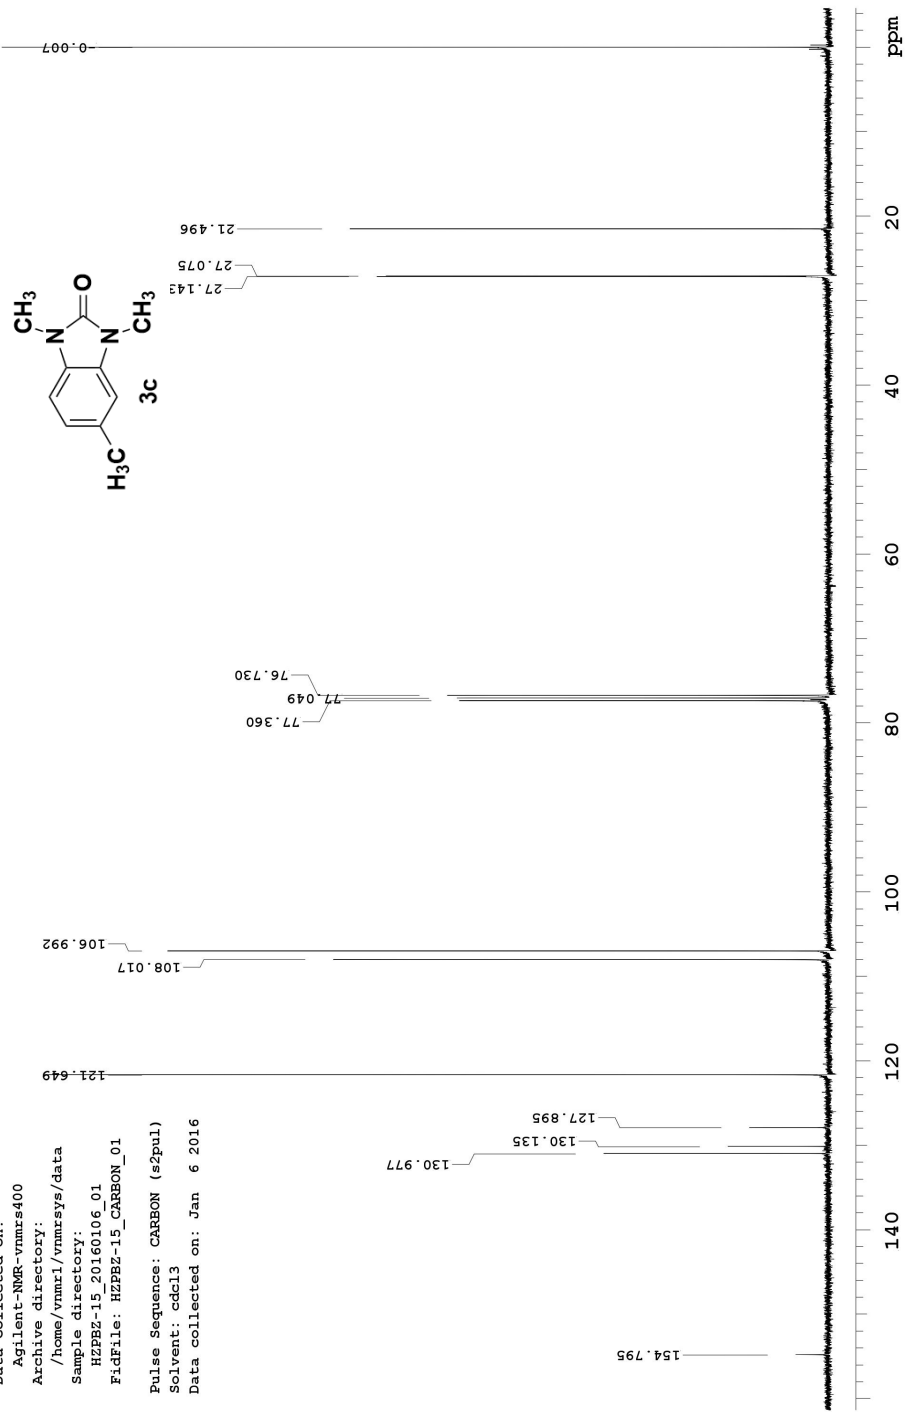 Data Collected on:
Agilent-NMR-vnmrs400
Archive directory:
/home/vnmr1/vnmrsys/data
Sample directory:
HZPBZ-15_20160106_01
FidFile: HZPBZ-15_CARBON_01
Pulse Sequence: CARBON (s2pul)
Solvent: cdcl3
Data collected on: Jan 6 2016
CH3
N
O
N
CH3
H3C
3c
154.795
130.977
130.135
127.895
121.649
108.017
106.992
77.360
77.049
76.730
27.143
27.075
21.496
-0.007
140
120
100
80
60
40
20
ppm